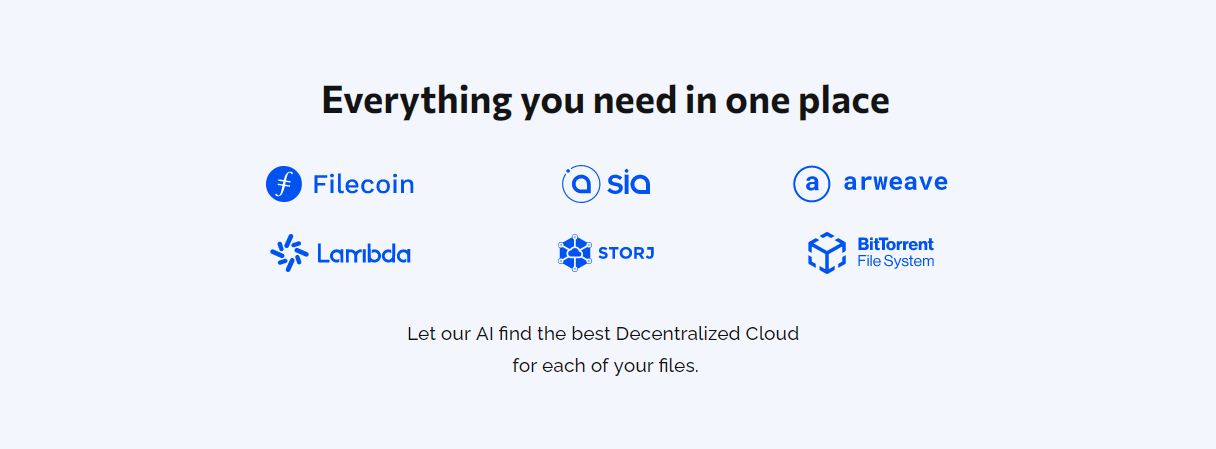 Everything you need in one place
Filecoin
sia
a arweave
Lambda
STORJ
BitTorrent
File System
Let our AI find the best Decentralized Cloud
for each of your files.